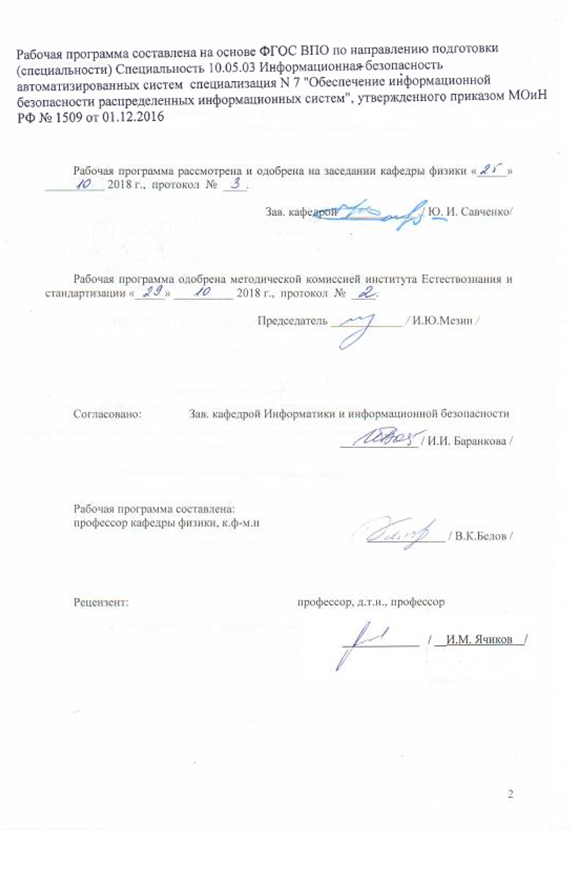 Рабочая программа составлена на основе ФГОС ВПО по направлению подготовки
(специальности) Специальность 10.05.03 Информационная безопасность
автоматизированных систем специализация N 7 "Обеспечение информационной
безопасности распределенных информационных систем", утвержденного приказом МОиН
РФ № 1509 от 01.12.2016
Рабочая программа рассмотрена и одобрена на заседании кафедры физики «25»
10 2018 г., протокол № 3.
Зав. кафедрой / Ю. И. Савченко/
Рабочая программа одобрена методической комиссией института Естествознания и
стандартизации «29» 10 2018 г., протокол № 2.
Председатель / И.Ю.Мезин /
Согласовано: Зав. кафедрой Информатики и информационной безопасности
/ И.И. Баранкова /
Рабочая программа составлена:
профессор кафедры физики, к.ф-м.н
/ В.К.Белов /
Рецензент: профессор, д.т.н., профессор
/ И.М. Ячиков /
2